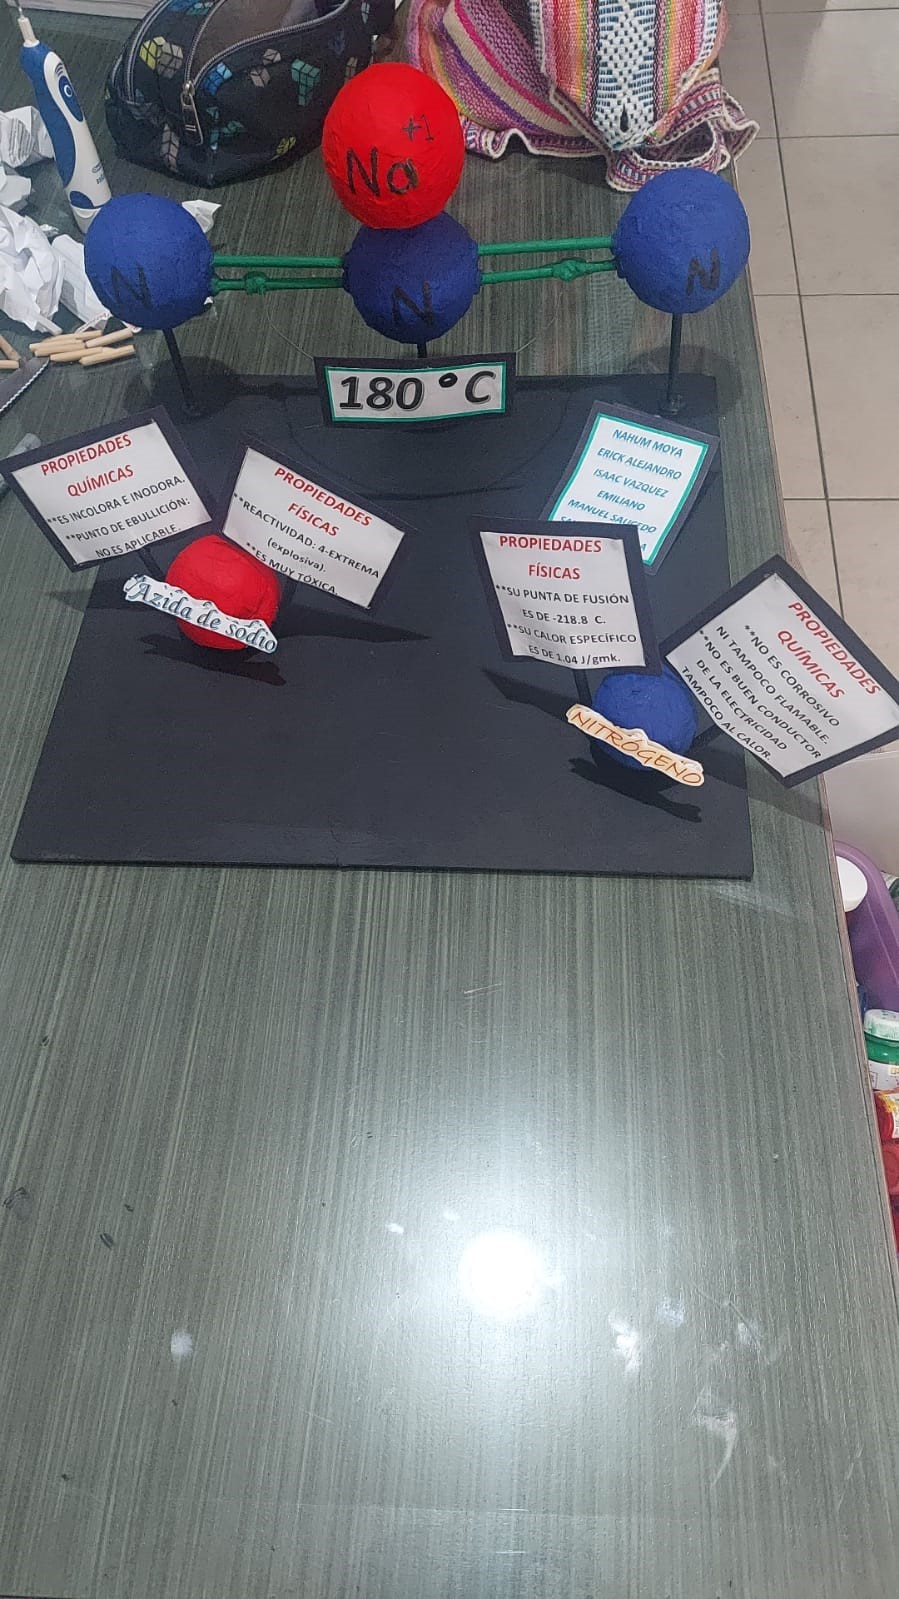 Na+1
N
N
N
180 °C
PROPIEDADES
QUÍMICAS
**ES INCOLORA E INODORA.
**PUNTO DE EBULLICIÓN:
NO ES APLICABLE.
PROPIEDADES
FÍSICAS
**REACTIVIDAD: 4-EXTREMA
(explosiva).
**ES MUY TÓXICA.
Azida de sodio
NAHUM MOYA
ERICK ALEJANDRO
ISAAC VAZQUEZ
EMILIANO
MANUEL SAUCEDO
PROPIEDADES
FÍSICAS
**SU PUNTA DE FUSIÓN
ES DE -218.8 C.
**SU CALOR ESPECÍFICO
ES DE 1.04 J/gmk.
PROPIEDADES
QUÍMICAS
**NO ES CORROSIVO
NI TAMPOCO FLAMABLE.
**NO ES BUEN CONDUCTOR
DE LA ELECTRICIDAD
TAMPOCO AL CALOR.
NITRÓGENO